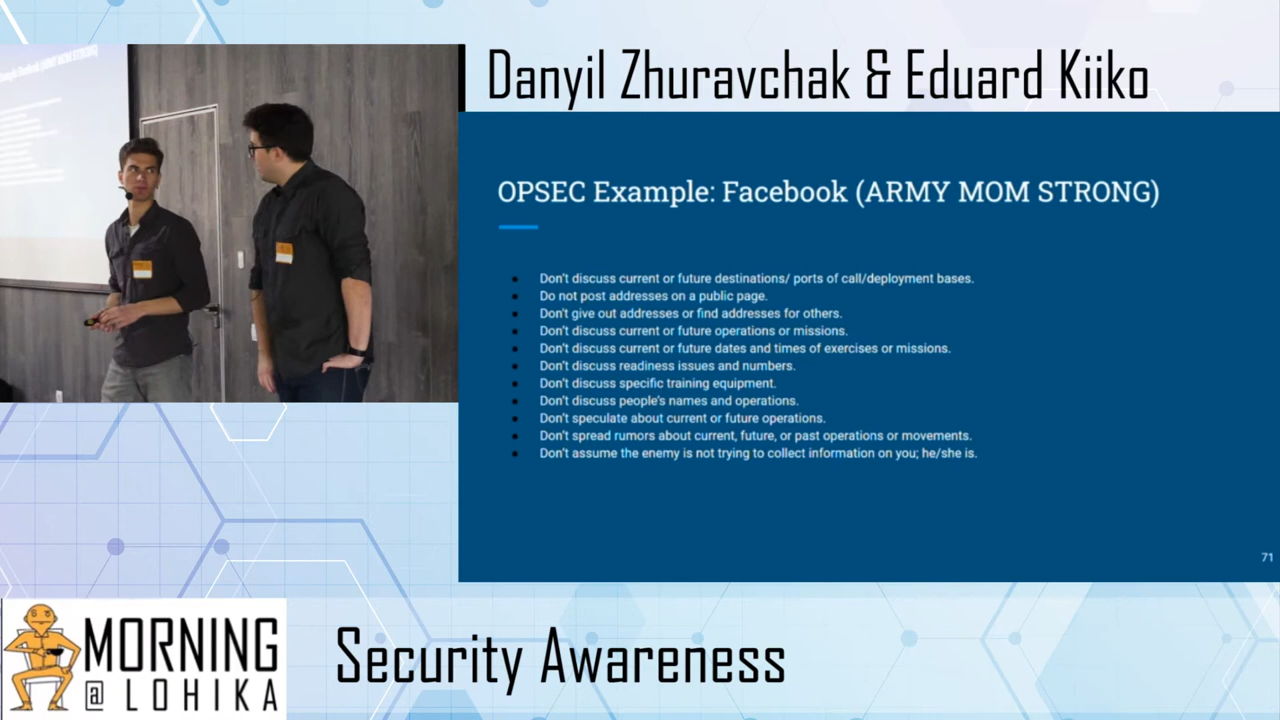 Danyil Zhuravchak & Eduard Kiiko
OPSEC Example: Facebook (ARMY MOM STRONG)
Don't discuss current or future destinations/ ports of call/deployment bases.
Do not post addresses on a public page.
Don't give out addresses or find addresses for others.
Don't discuss current or future operations or missions.
Don't discuss current or future dates and times of exercises or missions.
Don't discuss readiness issues and numbers.
Don't discuss specific training equipment.
Don't discuss people's names and operations.
Don't speculate about current or future operations.
Don't spread rumors about current, future, or past operations or movements.
Don't assume the enemy is not trying to collect information on you; he/she is.
71
MORNING
@ LOHIKA
Security Awareness